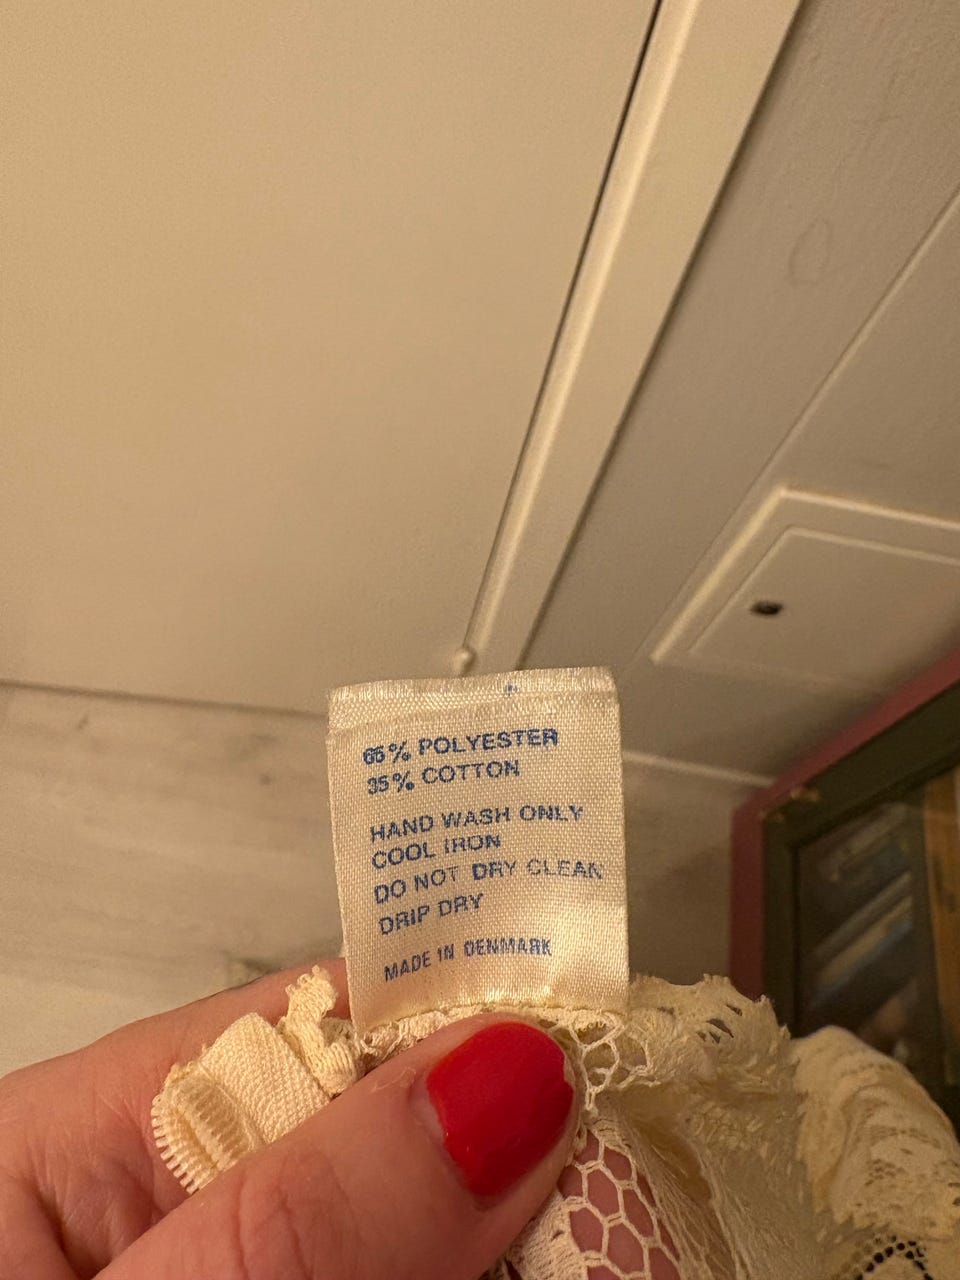 65% POLYESTER
35% COTTON
HAND WASH ONLY
COOL IRON
DO NOT DRY CLEAN
DRIP DRY
MADE IN DENMARK